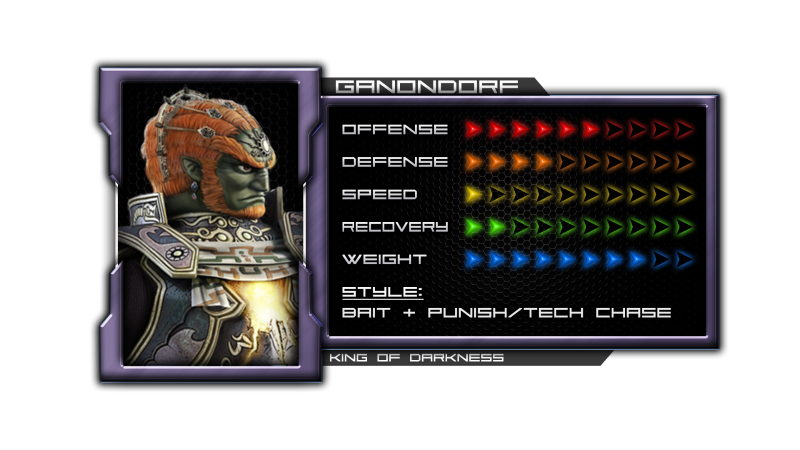 GANONDORF
OFFENSE
DEFENSE
SPEED
RECOVERY
WEIGHT
STYLE:
BAIT + PUNISH/TECH CHASE
KING OF DARKNESS